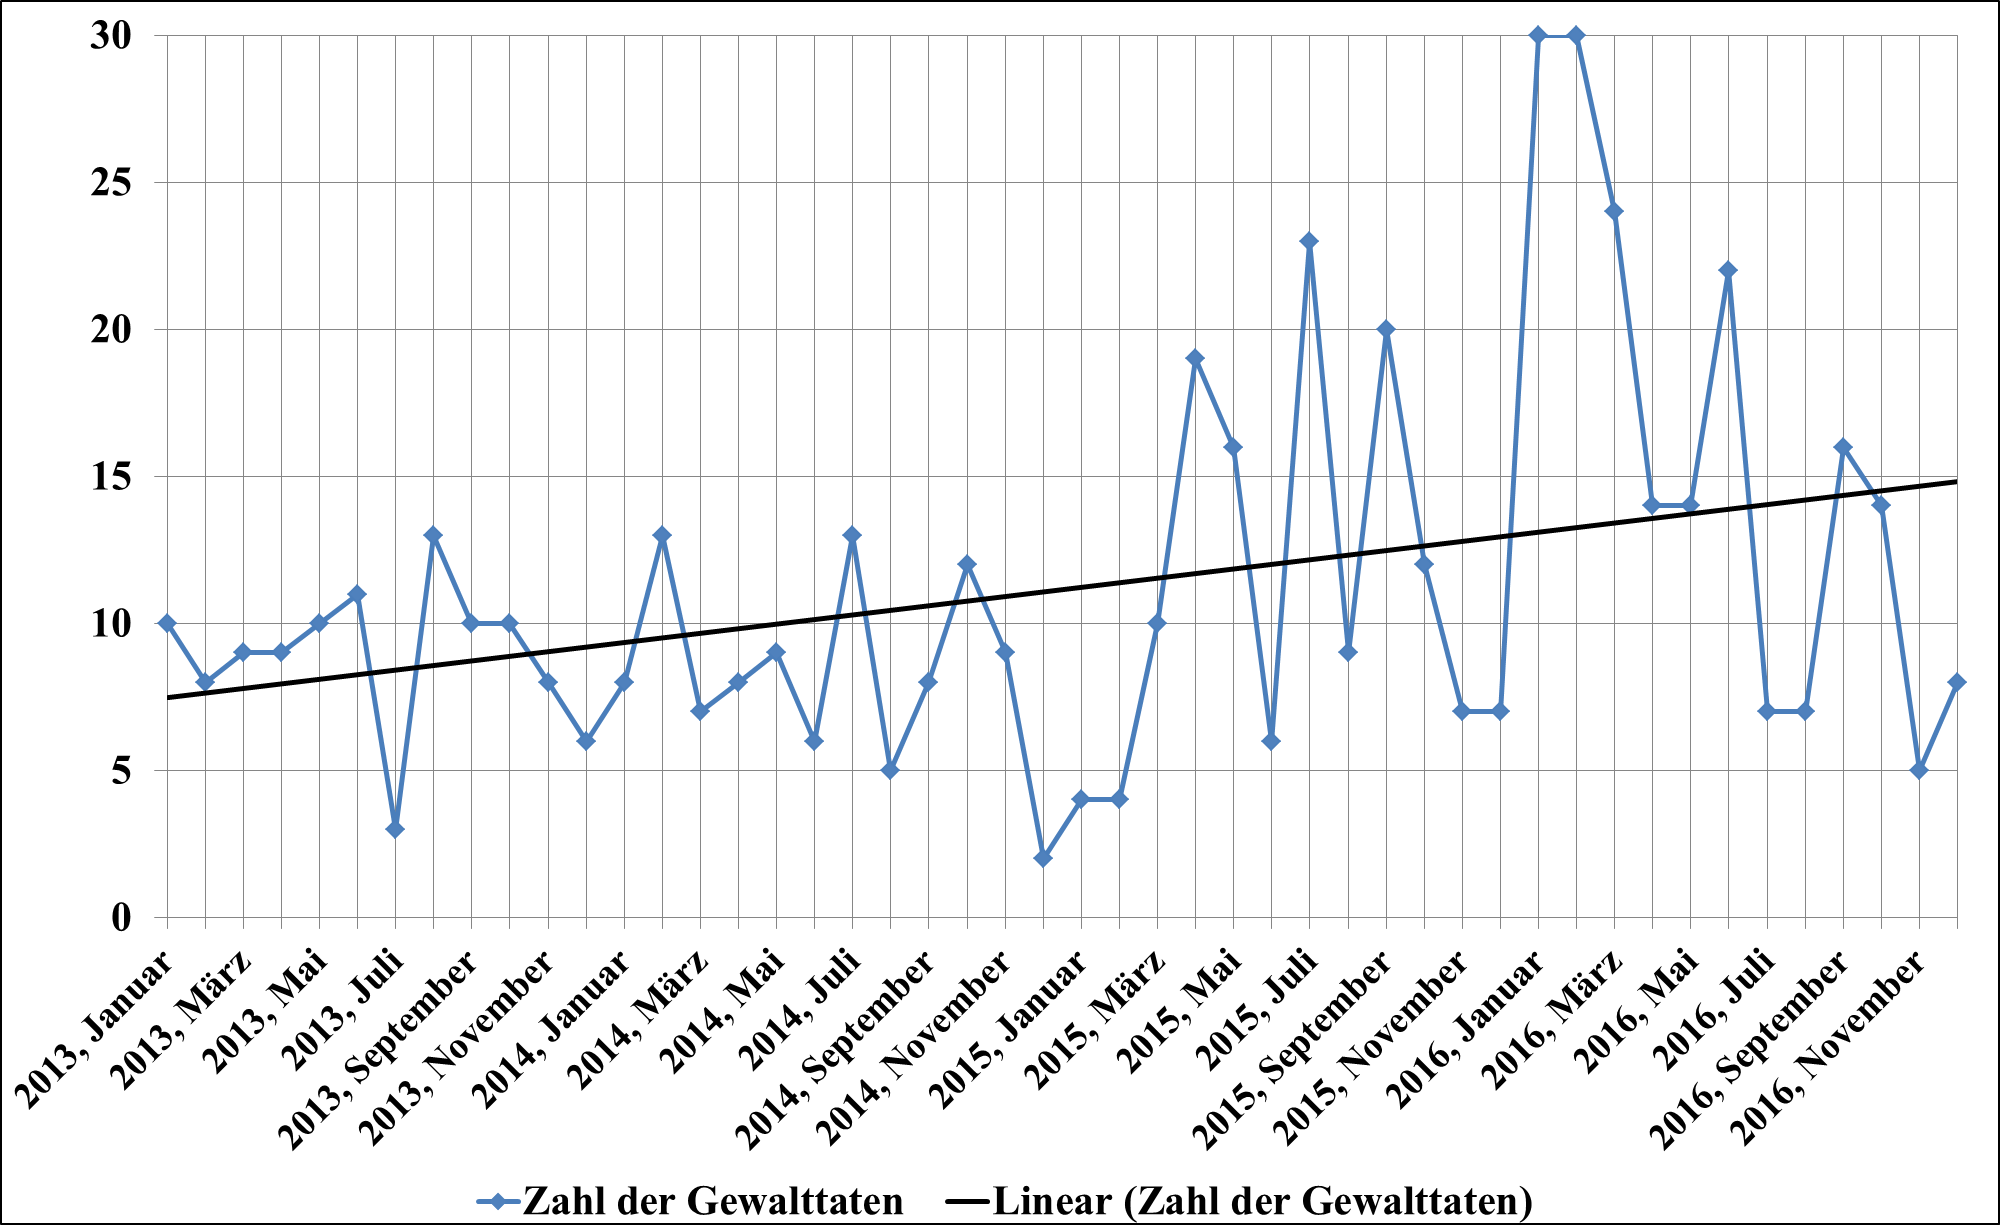 30
25
20
15
10
5
0
2013, Januar
2013, März
2013, Mai
2013, Juli
2013, September
2013, November
2014, Januar
2014, März
2014, Mai
2014, Juli
2014, September
2014, November
2015, Januar
2015, März
2015, Mai
2015, Juli
2015, September
2015, November
2016, Januar
2016, März
2016, Mai
2016, Juli
2016, September
2016, November
Zahl der Gewalttaten
Linear (Zahl der Gewalttaten)